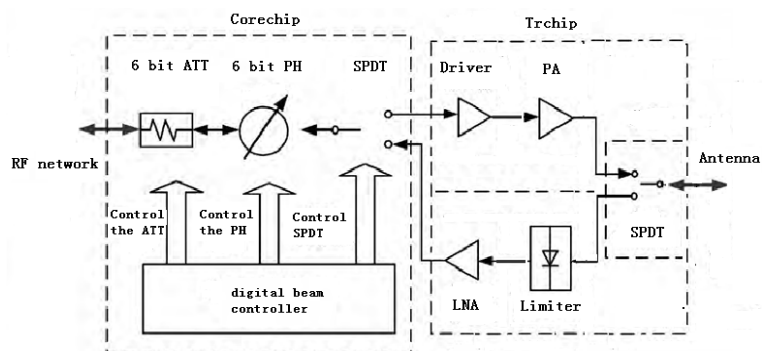 Corechip
Trchip
6 bit ATT
6 bit PH
SPDT
Driver
PA
RF network
Antenna
Control
the ATT
Control
the PH
Control
SPDT
SPDT
LNA
Limiter
digital beam
controller